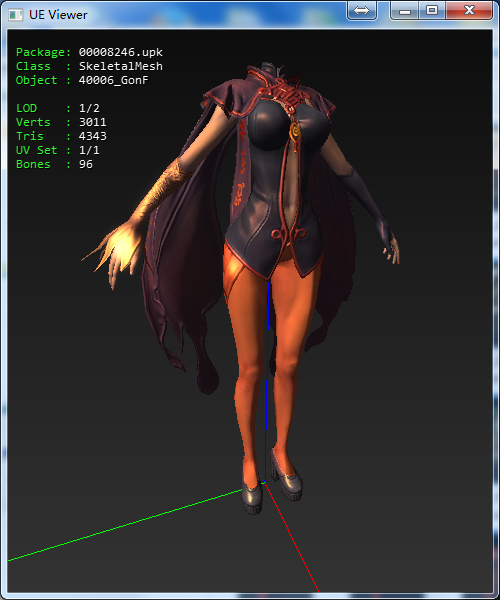 UE Viewer
Package: 00008246.upk
Class : SkeletalMesh
Object : 40006_GonF
LOD : 1/2
Verts : 3011
Tris : 4343
UV Set : 1/1
Bones : 96